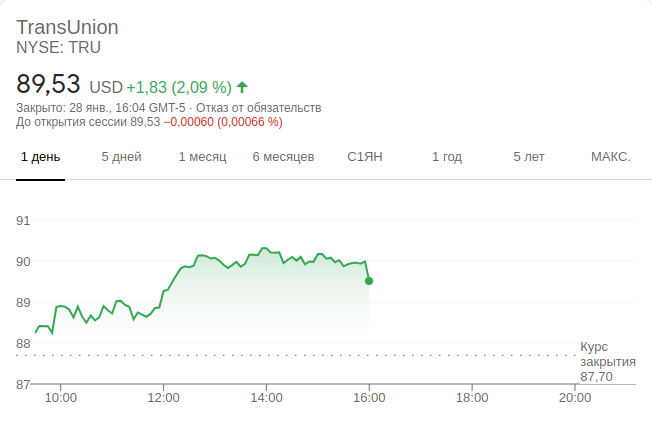 TransUnion
NYSE: TRU
89,53 USD +1,83 (2,09 %)
Закрыто: 28 янв., 16:04 GMT-5 · Отказ от обязательств
До открытия сессии 89,53 −0,00060 (0,00066 %)
1 день 5 дней 1 месяц 6 месяцев С1ЯН 1 год 5 лет МАКС.
91
90
89
88
Курс
закрытия
87,70
87
10:00 12:00 14:00 16:00 18:00 20:00